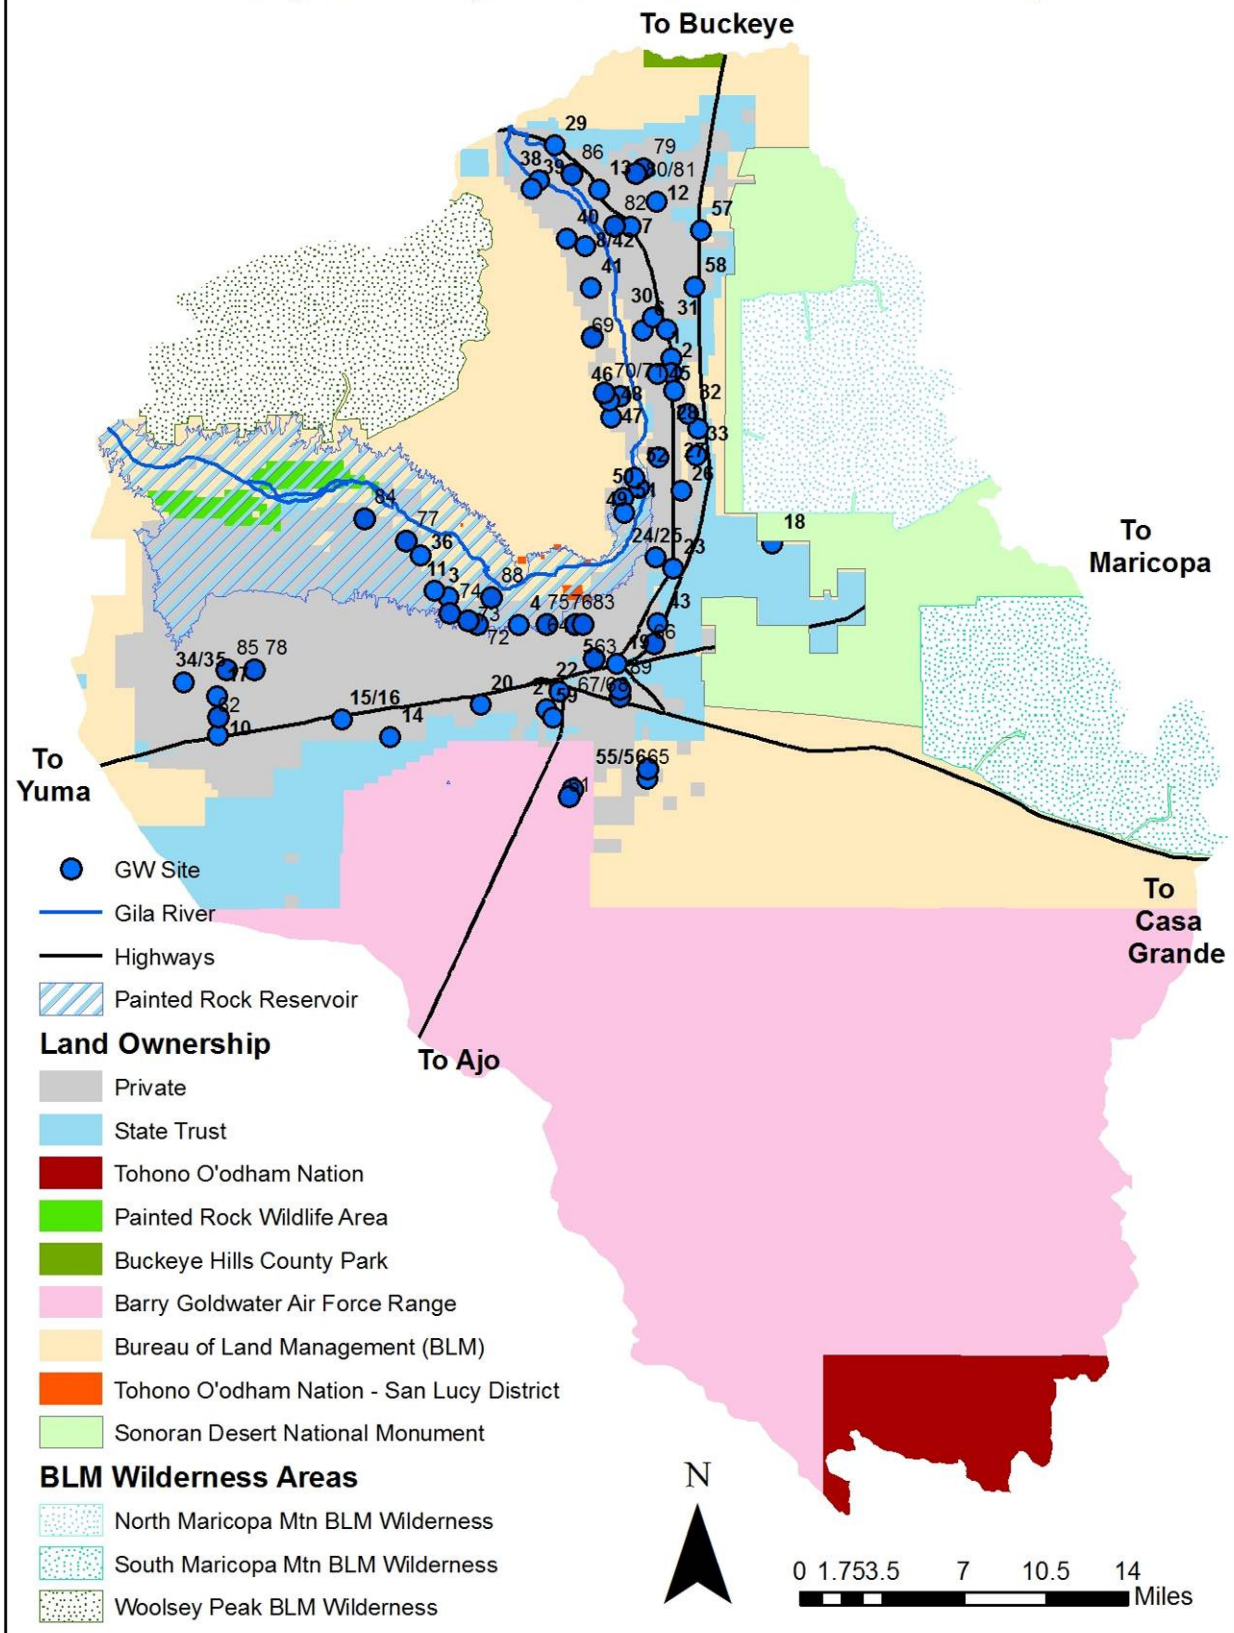 To Buckeye
29
86
79
38
39
13
80/81
12
82
7
57
40
8/42
41
58
30
6
31
69
1
2
70/71
45
46
48
32
47
28
33
52
27
50
51
26
49
84
77
24/25
18
23
To
Maricopa
36
11
3
88
74
4
75
76
83
43
73
64
72
66
19
5
63
85
78
34/35
17
89
22
67/68
20
2
59
15/16
62
14
10
To
Yuma
55/56
65
61
GW Site
Gila River
Highways
Painted Rock Reservoir
To
Casa
Grande
Land Ownership
To Ajo
Private
State Trust
Tohono O'odham Nation
Painted Rock Wildlife Area
Buckeye Hills County Park
Barry Goldwater Air Force Range
Bureau of Land Management (BLM)
Tohono O'odham Nation - San Lucy District
Sonoran Desert National Monument
BLM Wilderness Areas
N
North Maricopa Mtn BLM Wilderness
South Maricopa Mtn BLM Wilderness
Woolsey Peak BLM Wilderness
0 1.75 3.5 7 10.5 14
Miles